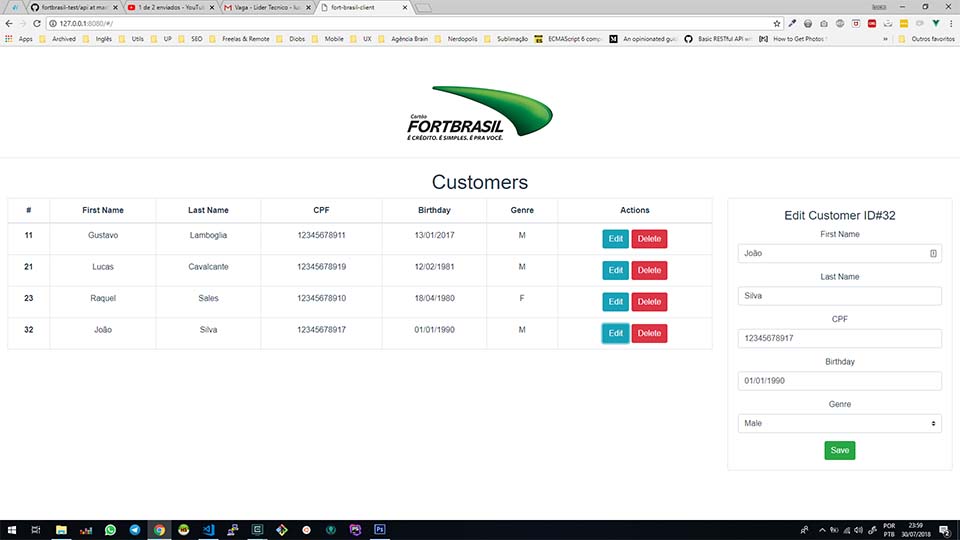 fortbrasil-test/api at mas
1 de 2 enviados - YouTu
Vaga - Lider Tecnico - lu
fort-brasil-client
127.0.0.1:8080/#/
Apps
Archived
Inglês
Utils
UP
SED
Freelas & Remote
Diobs
Mobile
UX
Agência Brain
Nerdopolis
Sublimação
ECMAScript 6 comp
An opinionated guid
Basic RESTful API wi
How to Get Photos
Outros favoritos
Cartão
FORTBRASIL
É CRÉDITO. É SIMPLES. É PRA VOCÊ.
Customers
# First Name Last Name CPF Birthday Genre Actions
11 Gustavo Lamboglia 12345678911 13/01/2017 M Edit Delete
21 Lucas Cavalcante 12345678919 12/02/1981 M Edit Delete
23 Raquel Sales 12345678910 18/04/1980 F Edit Delete
32 João Silva 12345678917 01/01/1990 M Edit Delete
Edit Customer ID#32
First Name
João
Last Name
Silva
CPF
12345678917
Birthday
01/01/1990
Genre
Male
Save
POR
PTB
23:59
30/07/2018